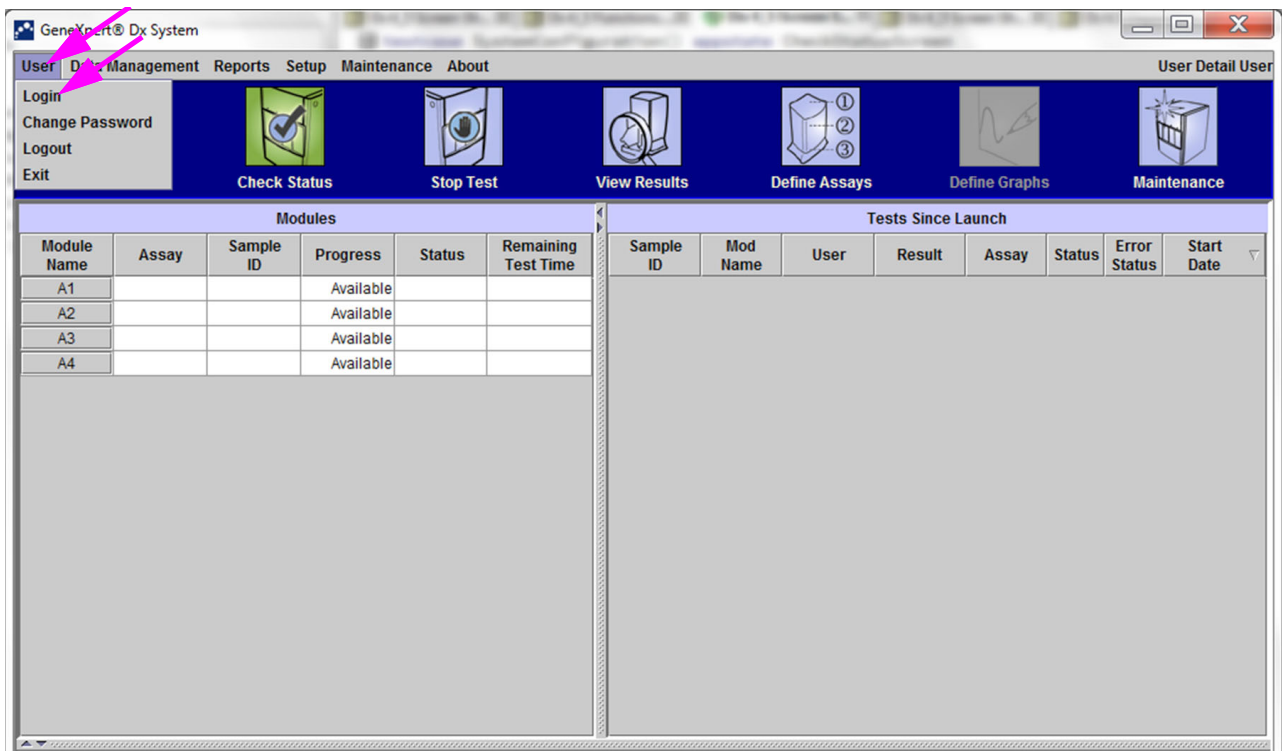 GeneXpert® Dx System
User Data Management Reports Setup Maintenance About User Detail User
Login
Change Password
Logout
Exit
Check Status Stop Test View Results Define Assays Define Graphs Maintenance
① ② ③
Modules Tests Since Launch
Module Name Assay Sample ID Progress Status Remaining Test Time Sample ID Mod Name User Result Assay Status Error Status Start Date
A1 Available
A2 Available
A3 Available
A4 Available